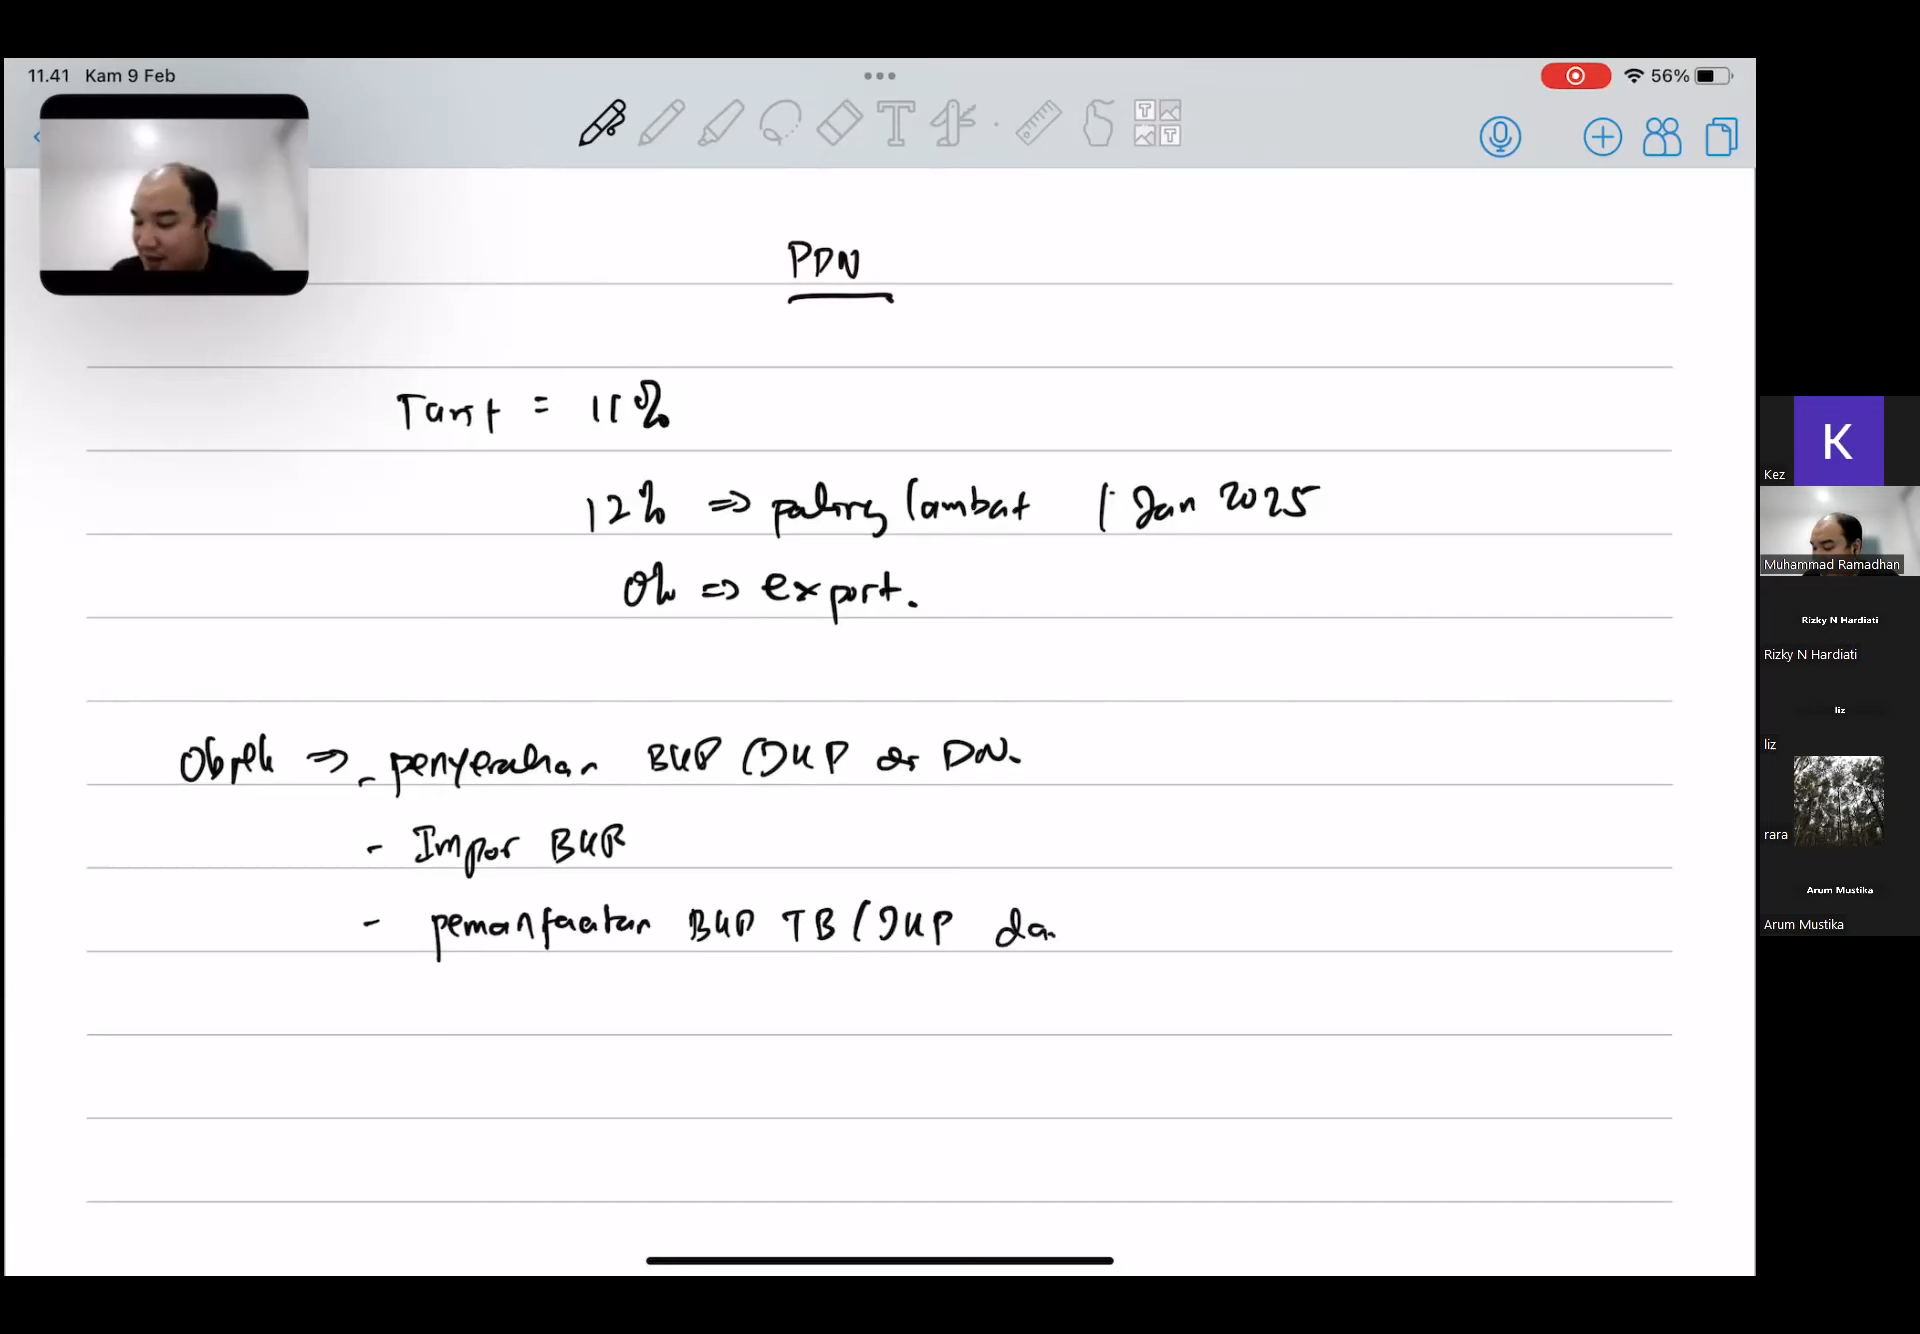 11.41 Kam 9 Feb
56%
PPN
Tarif = 11%
12% => paling lambat 1 Jan 2025
0% => export.
Objek => - penyerahan BKP/JKP di DN.
- Impor BKP
- pemanfaatan BKP TB/JKP da
K
Kez
Muhammad Ramadhan
Rizky N Hardiati
Rizky N Hardiati
liz
liz
rara
Arum Mustika
Arum Mustika